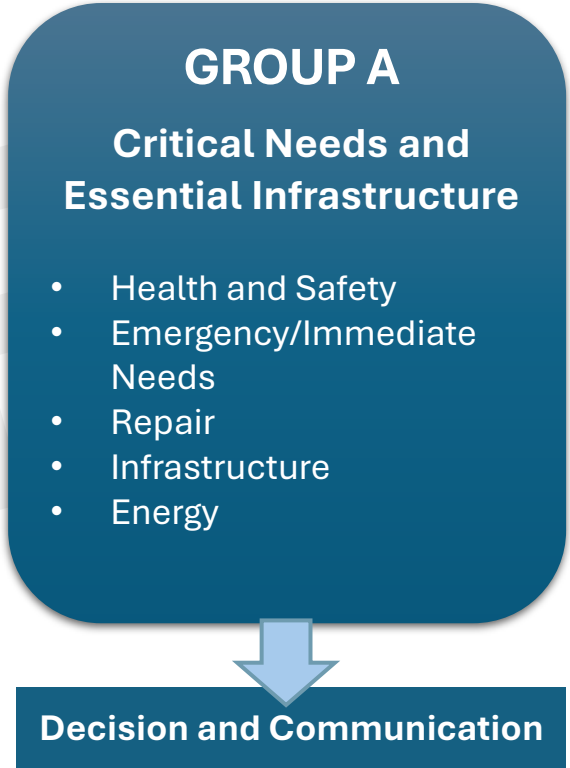 GROUP A
Critical Needs and
Essential Infrastructure
• Health and Safety
• Emergency/Immediate
Needs
• Repair
• Infrastructure
• Energy
Decision and Communication